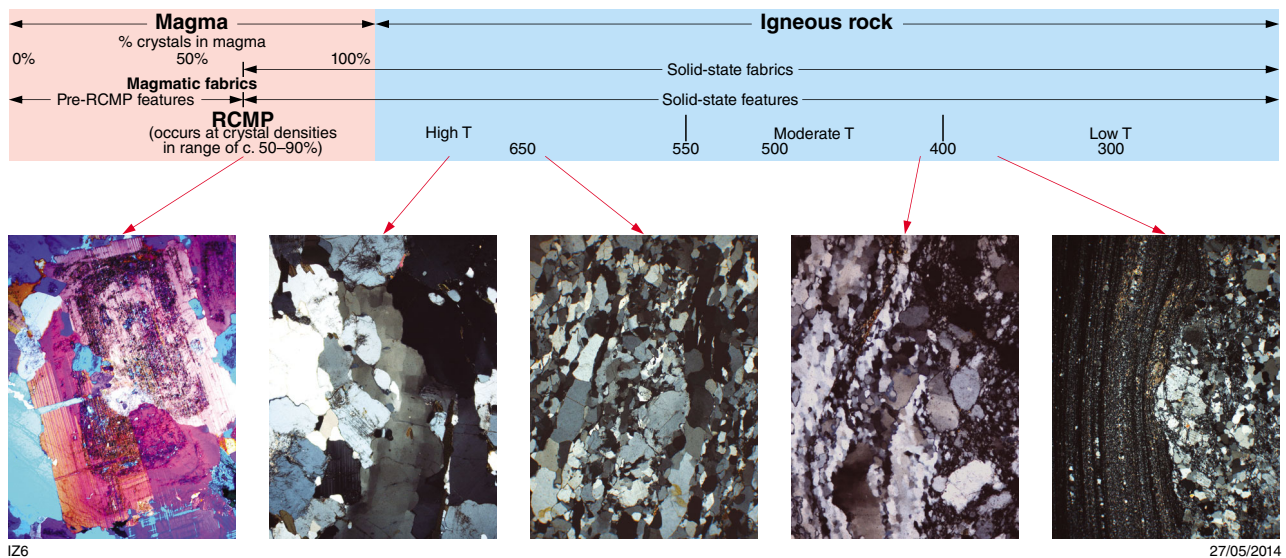 Magma
Igneous rock
% crystals in magma
0%
50%
100%
Solid-state fabrics
Magmatic fabrics
Pre-RCMP features
Solid-state features
RCMP
(occurs at crystal densities
in range of c. 50–90%)
High T
Moderate T
Low T
650
550
500
400
300
IZ6
27/05/2014